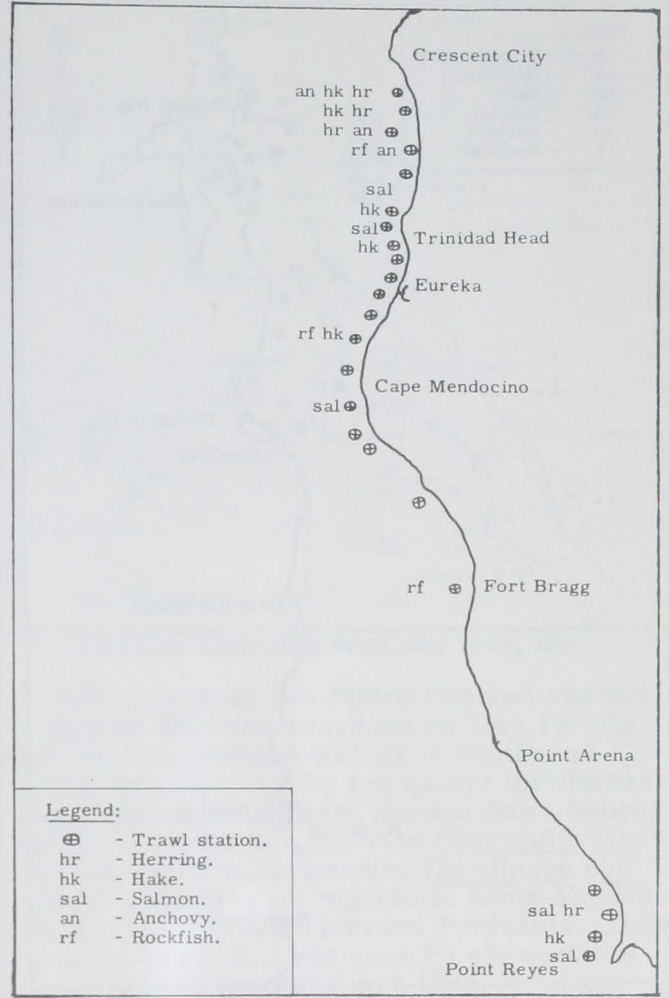 Crescent City
an hk hr
hk hr
hr an
rf an
sal
hk
sal
Trinidad Head
hk
Eureka
rf hk
Cape Mendocino
sal
rf
Fort Bragg
Point Arena
Legend:
⊕ - Trawl station.
hr - Herring.
hk - Hake.
sal - Salmon.
an - Anchovy.
rf - Rockfish.
sal hr
hk
sal
Point Reyes